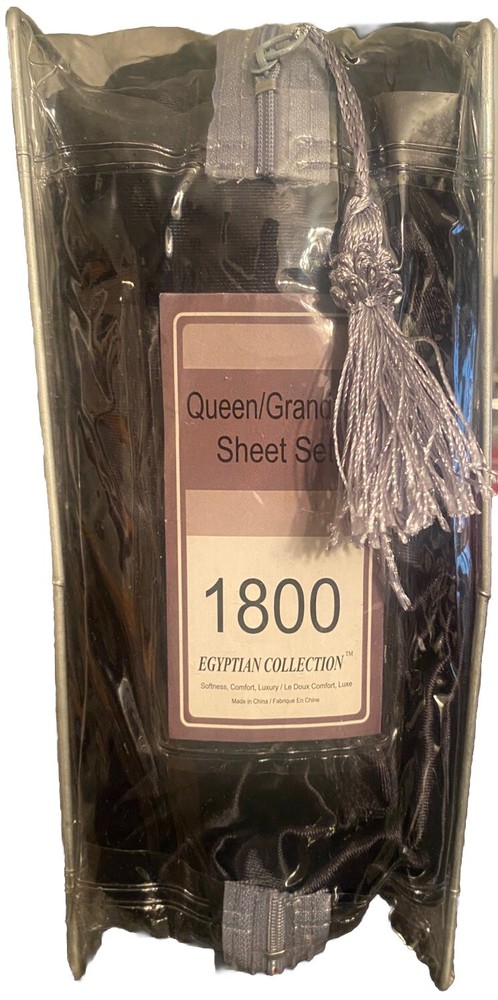 Queen/Grand
Sheet Set
1800
EGYPTIAN COLLECTION™
Softness, Comfort, Luxury / Le Doux Comfort, Luxe
Made in China / Fabrique En Chine